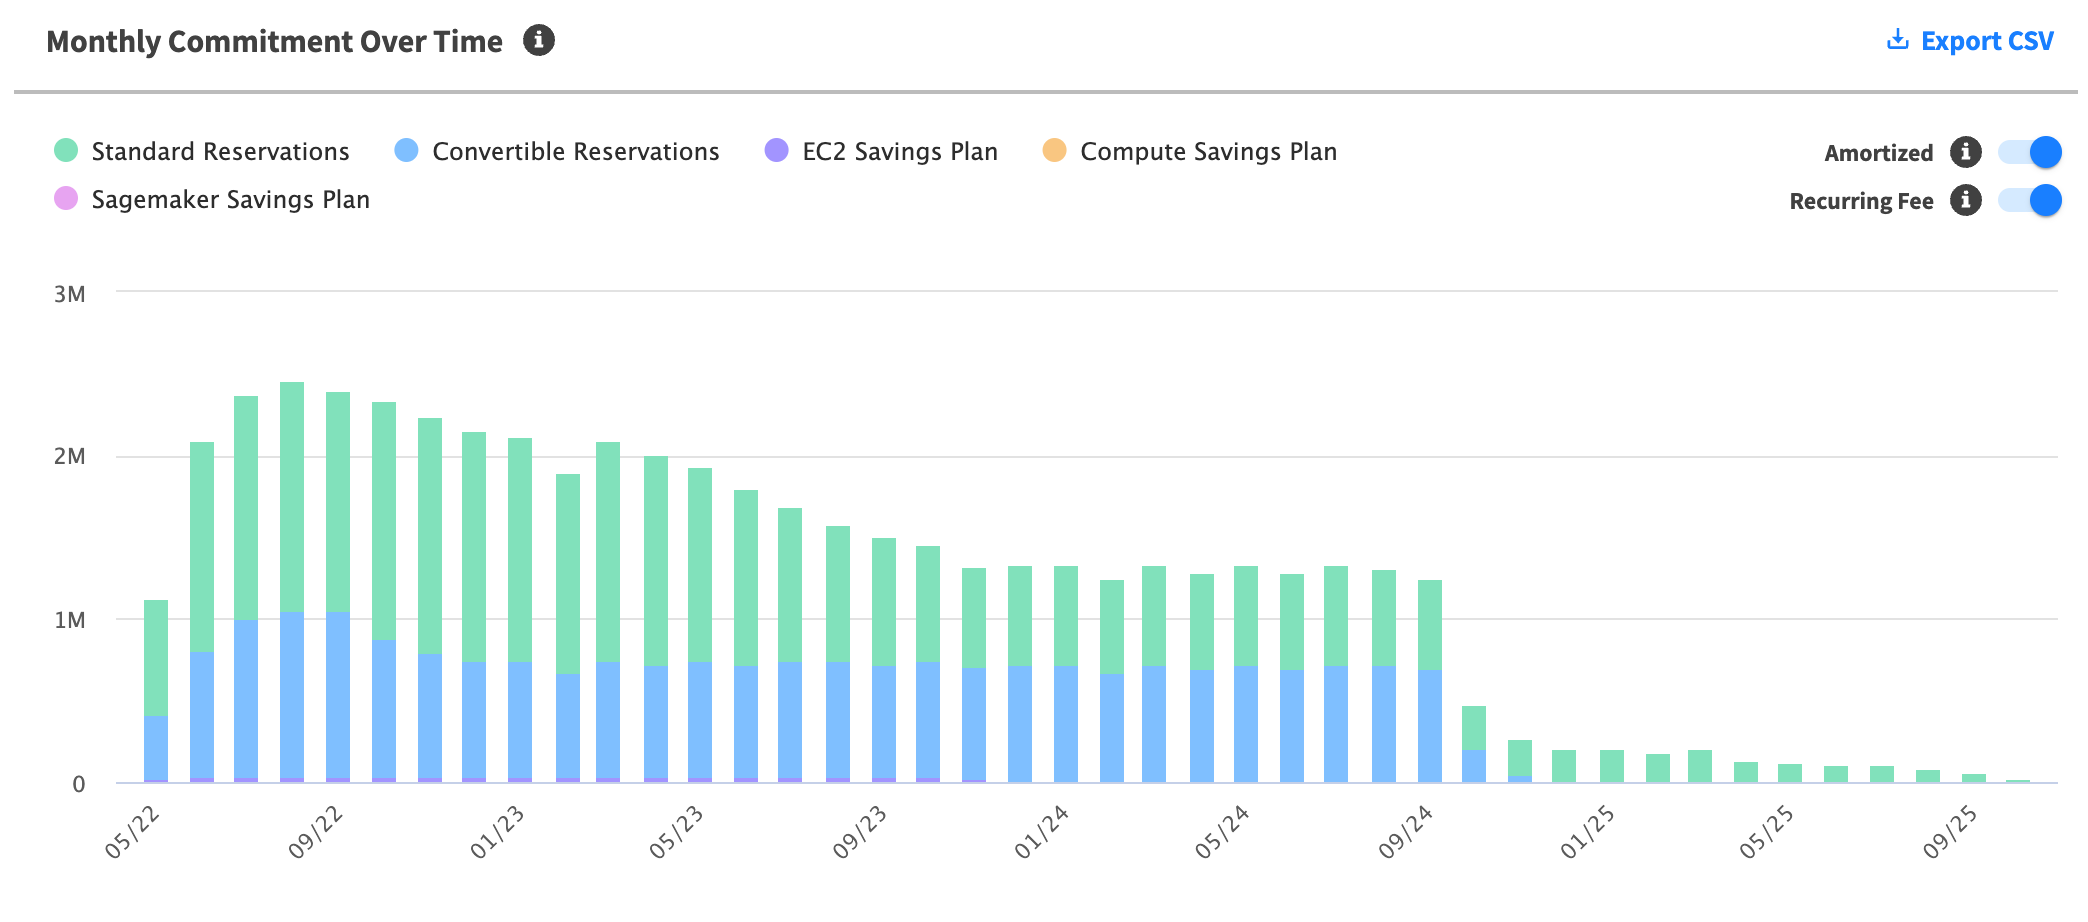 Monthly Commitment Over Time
Export CSV
Standard Reservations
Convertible Reservations
EC2 Savings Plan
Compute Savings Plan
Sagemaker Savings Plan
Amortized
Recurring Fee
3M
2M
1M
0
05/22
09/22
01/23
05/23
09/23
01/24
05/24
09/24
01/25
05/25
09/25